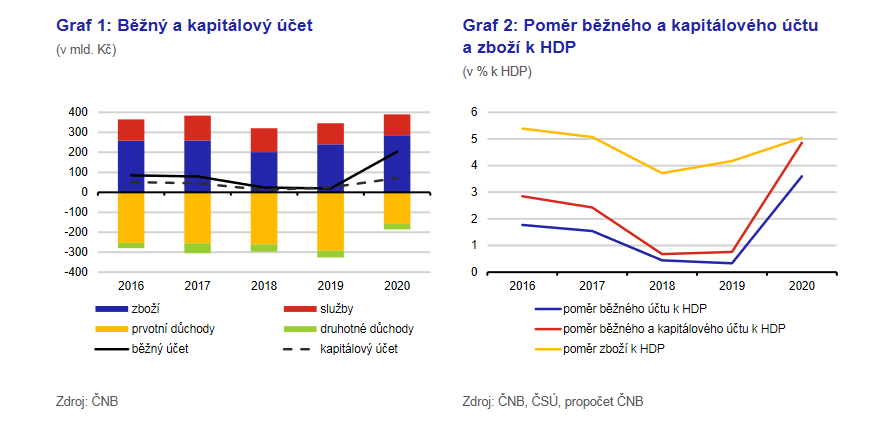 Graf 1: Běžný a kapitálový účet
(v mld. Kč)
400
300
200
100
0
-100
-200
-300
-400
2016 2017 2018 2019 2020
zboží služby
prvotní důchody druhotné důchody
běžný účet kapitálový účet
Zdroj: ČNB
Graf 2: Poměr běžného a kapitálového účtu
a zboží k HDP
(v % k HDP)
6
5
4
3
2
1
0
2016 2017 2018 2019 2020
poměr běžného účtu k HDP
poměr běžného a kapitálového účtu k HDP
poměr zboží k HDP
Zdroj: ČNB, ČSÚ, propočet ČNB